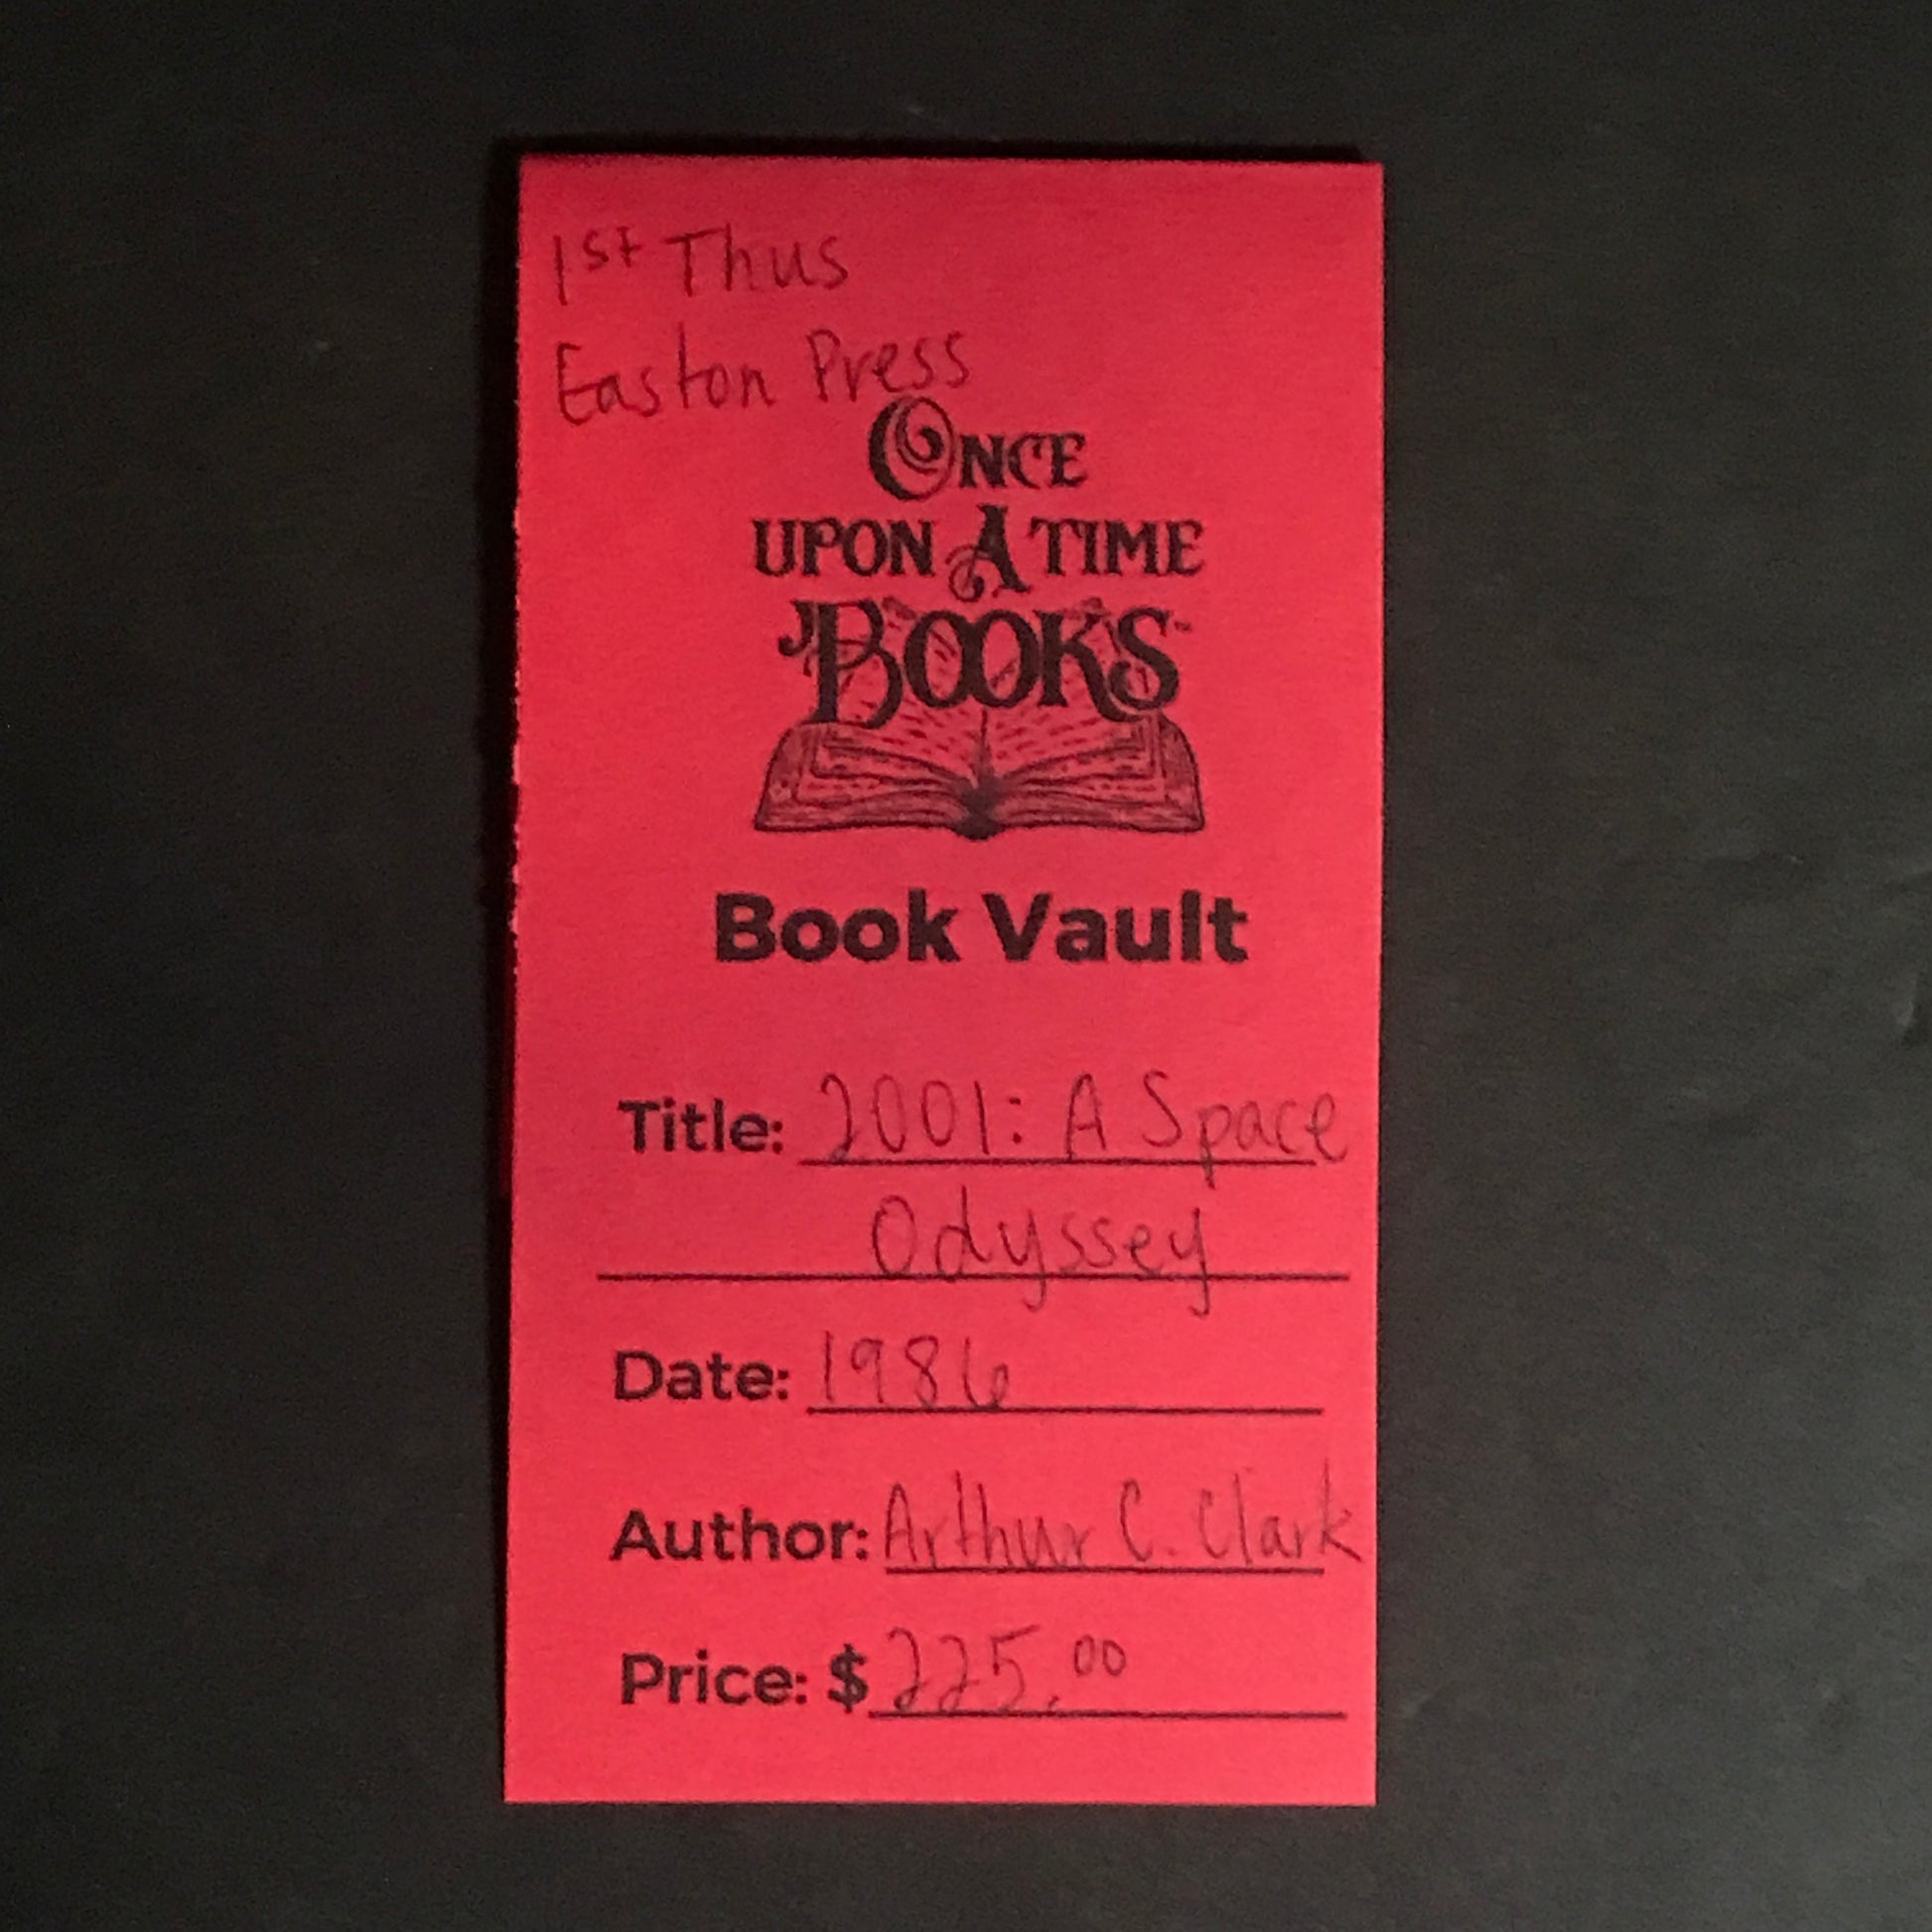 1st Thus
Easton Press
ONCE
UPON A TIME
BOOKS
Book Vault
Title: 2001: A Space
Odyssey
Date: 1986
Author: Arthur C. Clark
Price: $225.00